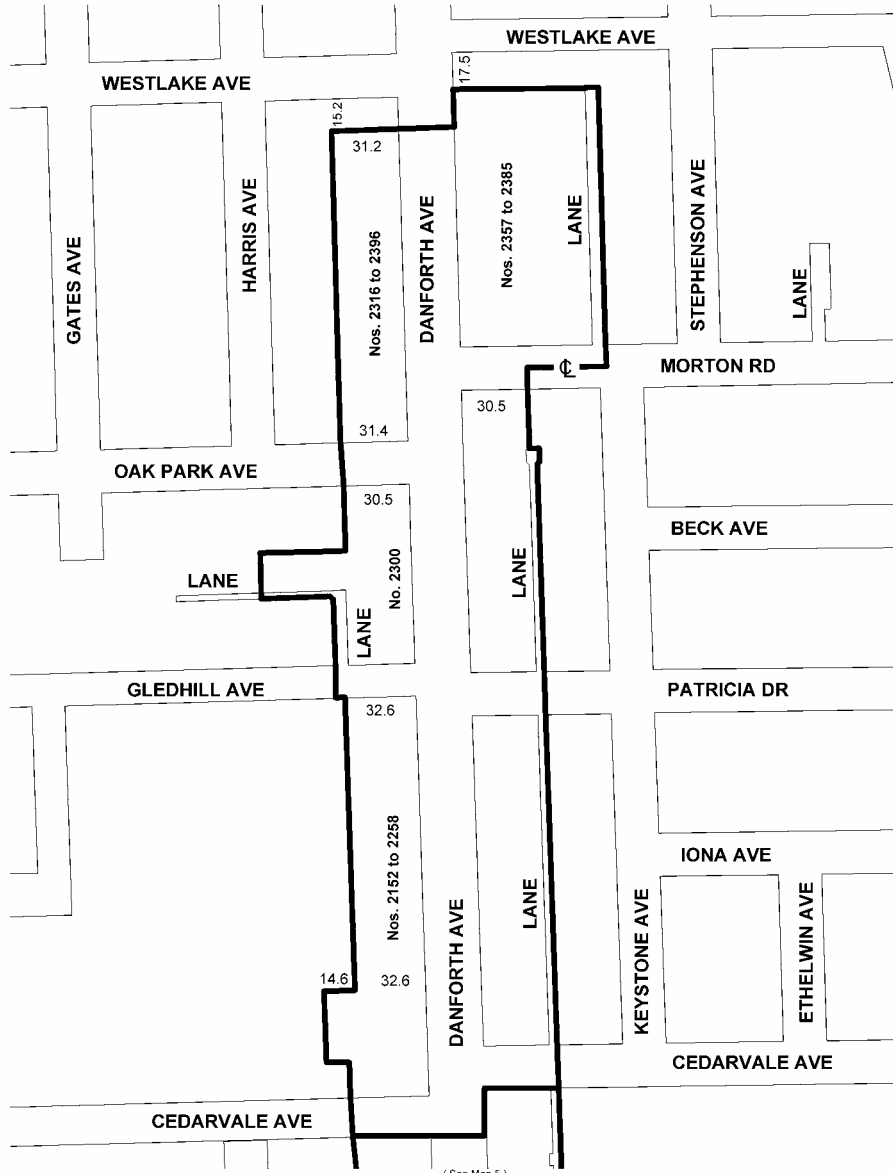 WESTLAKE AVE
WESTLAKE AVE
17.5
15.2
31.2
GATES AVE
HARRIS AVE
Nos. 2316 to 2396
DANFORTH AVE
Nos. 2357 to 2385
LANE
STEPHENSON AVE
LANE
MORTON RD
℄
30.5
31.4
OAK PARK AVE
30.5
BECK AVE
LANE
No. 2300
LANE
LANE
GLEDHILL AVE
PATRICIA DR
32.6
Nos. 2152 to 2258
IONA AVE
LANE
DANFORTH AVE
KEYSTONE AVE
ETHELWIN AVE
14.6
32.6
CEDARVALE AVE
CEDARVALE AVE